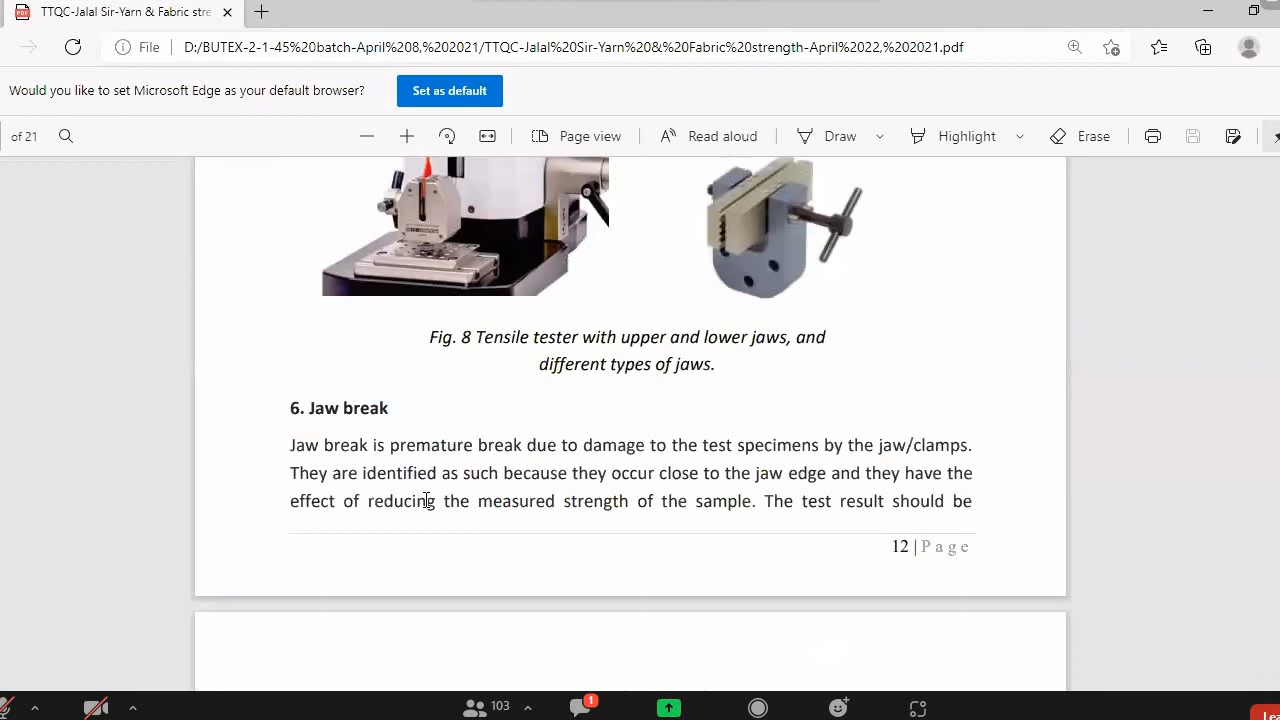 TTQC-Jalal Sir-Yarn & Fabric stre
File
D:/BUTEX-2-1-45%20batch-April%208,%202021/TTQC-Jalal%20Sir-Yarn%20&%20Fabric%20strength-April%2022,%202021.pdf
Would you like to set Microsoft Edge as your default browser?
Set as default
of 21
Page view
Read aloud
Draw
Highlight
Erase
Fig. 8 Tensile tester with upper and lower jaws, and
different types of jaws.
6. Jaw break
Jaw break is premature break due to damage to the test specimens by the jaw/clamps.
They are identified as such because they occur close to the jaw edge and they have the
effect of reducing the measured strength of the sample. The test result should be
12 | Page
103
1